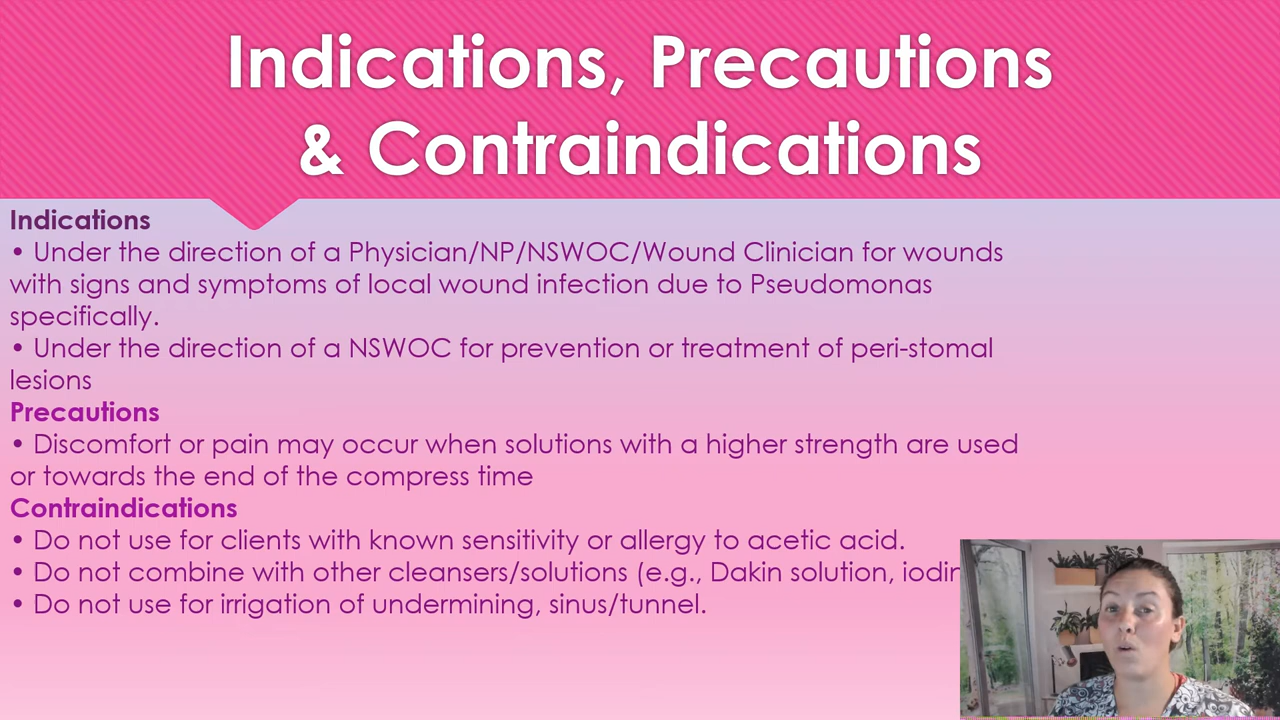 Indications, Precautions
& Contraindications
Indications
• Under the direction of a Physician/NP/NSWOC/Wound Clinician for wounds
with signs and symptoms of local wound infection due to Pseudomonas
specifically.
• Under the direction of a NSWOC for prevention or treatment of peri-stomal
lesions
Precautions
• Discomfort or pain may occur when solutions with a higher strength are used
or towards the end of the compress time
Contraindications
• Do not use for clients with known sensitivity or allergy to acetic acid.
• Do not combine with other cleansers/solutions (e.g., Dakin solution,
• Do not use for irrigation of undermining, sinus/tunnel.